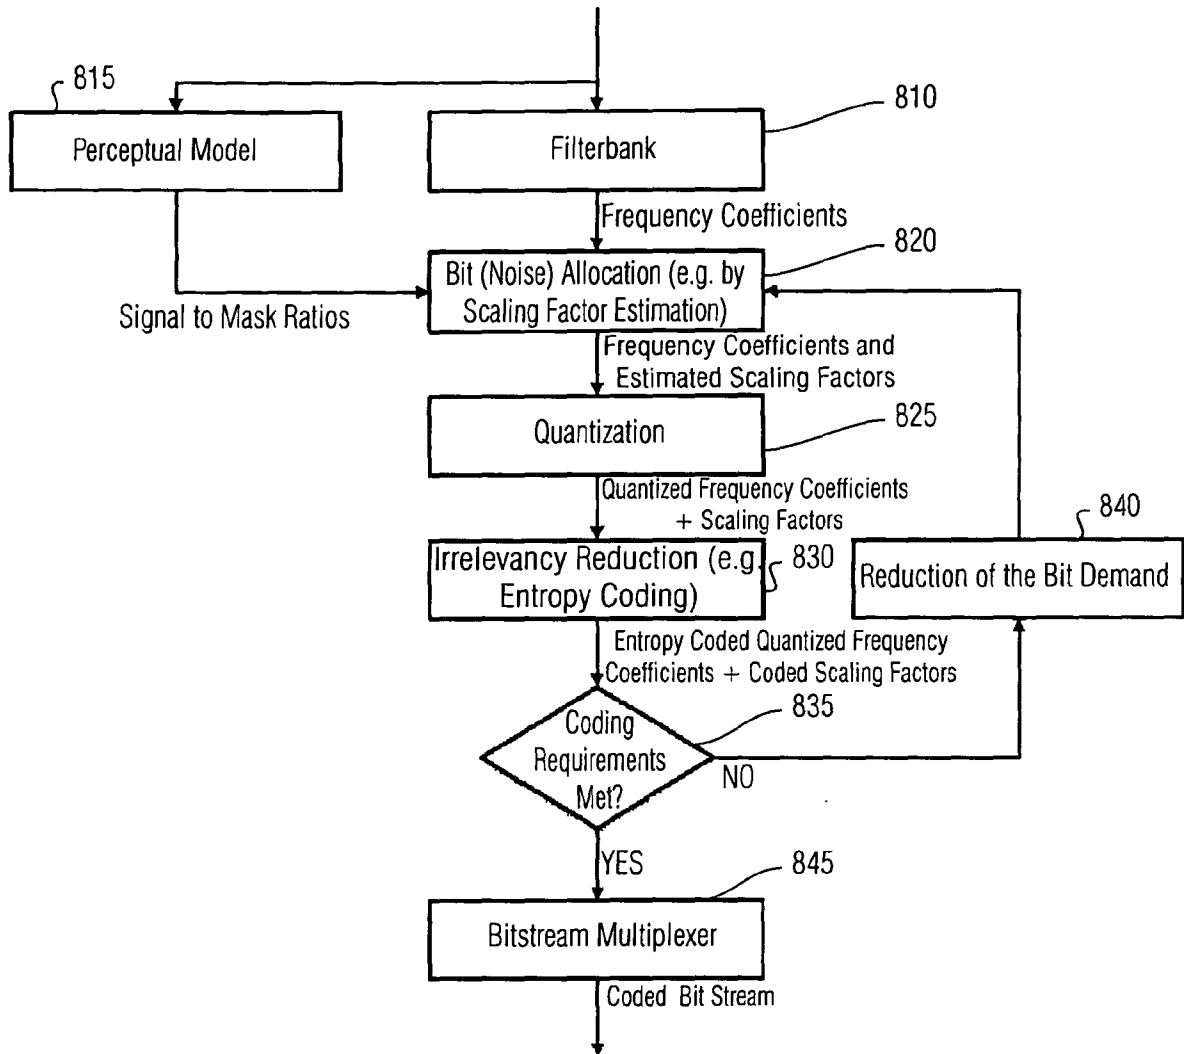 815
810
Perceptual Model
Filterbank
Frequency Coefficients
820
Bit (Noise) Allocation (e.g. by
Scaling Factor Estimation)
Signal to Mask Ratios
Frequency Coefficients and
Estimated Scaling Factors
825
Quantization
Quantized Frequency Coefficients
+ Scaling Factors
840
830
Irrelevancy Reduction (e.g.
Entropy Coding)
Reduction of the Bit Demand
Entropy Coded Quantized Frequency
Coefficients + Coded Scaling Factors
835
Coding
Requirements
Met?
NO
YES
845
Bitstream Multiplexer
Coded Bit Stream